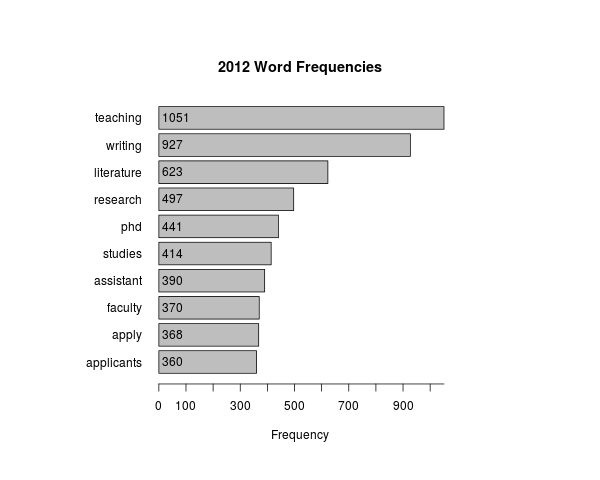 2012 Word Frequencies
teaching 1051
writing 927
literature 623
research 497
phd 441
studies 414
assistant 390
faculty 370
apply 368
applicants 360
0 100 300 500 700 900
Frequency